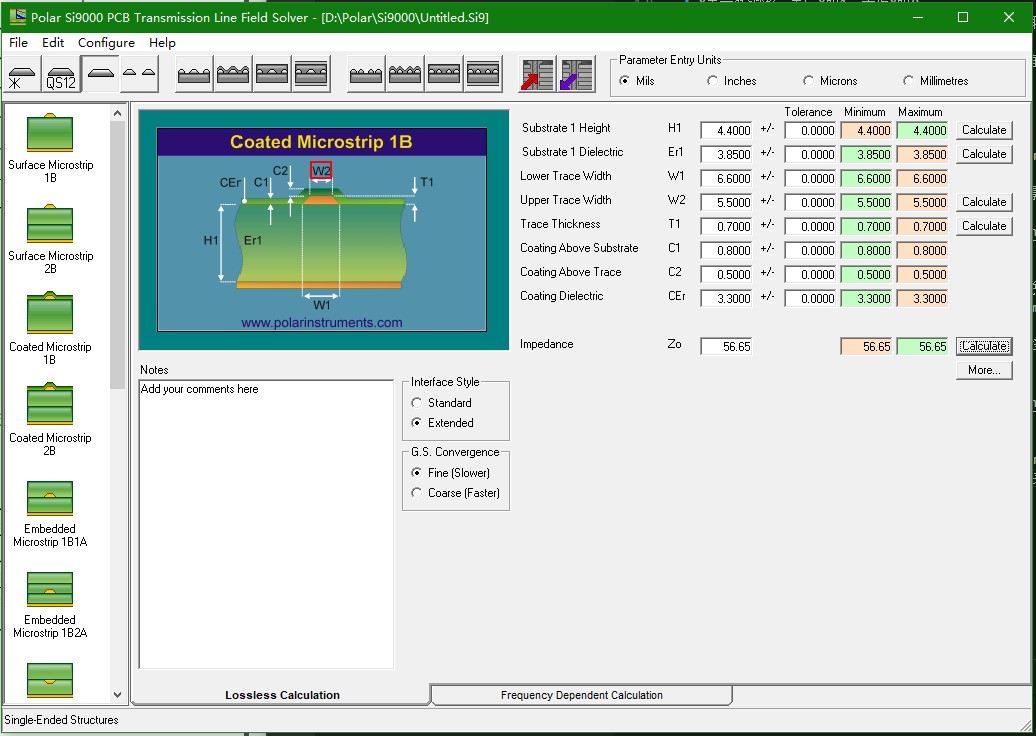 Polar Si9000 PCB Transmission Line Field Solver - [D:\Polar\Si9000\Untitled.Si9]
File Edit Configure Help
QS12
Parameter Entry Units
Mils Inches Microns Millimetres
Surface Microstrip
1B
Surface Microstrip
2B
Coated Microstrip
1B
Coated Microstrip
2B
Embedded
Microstrip 1B1A
Embedded
Microstrip 1B2A
Coated Microstrip 1B
C2 W2
CEr C1 T1
H1 Er1
W1
www.polarinstruments.com
Tolerance Minimum Maximum
Substrate 1 Height H1 4.4000 +/- 0.0000 4.4000 4.4000 Calculate
Substrate 1 Dielectric Er1 3.8500 +/- 0.0000 3.8500 3.8500 Calculate
Lower Trace Width W1 6.6000 +/- 0.0000 6.6000 6.6000
Upper Trace Width W2 5.5000 +/- 0.0000 5.5000 5.5000 Calculate
Trace Thickness T1 0.7000 +/- 0.0000 0.7000 0.7000 Calculate
Coating Above Substrate C1 0.8000 +/- 0.0000 0.8000 0.8000
Coating Above Trace C2 0.5000 +/- 0.0000 0.5000 0.5000
Coating Dielectric CEr 3.3000 +/- 0.0000 3.3000 3.3000
Impedance Zo 56.65 56.65 56.65 Calculate
More...
Notes
Add your comments here
Interface Style
Standard
Extended
G.S. Convergence
Fine (Slower)
Coarse (Faster)
Lossless Calculation Frequency Dependent Calculation
Single-Ended Structures